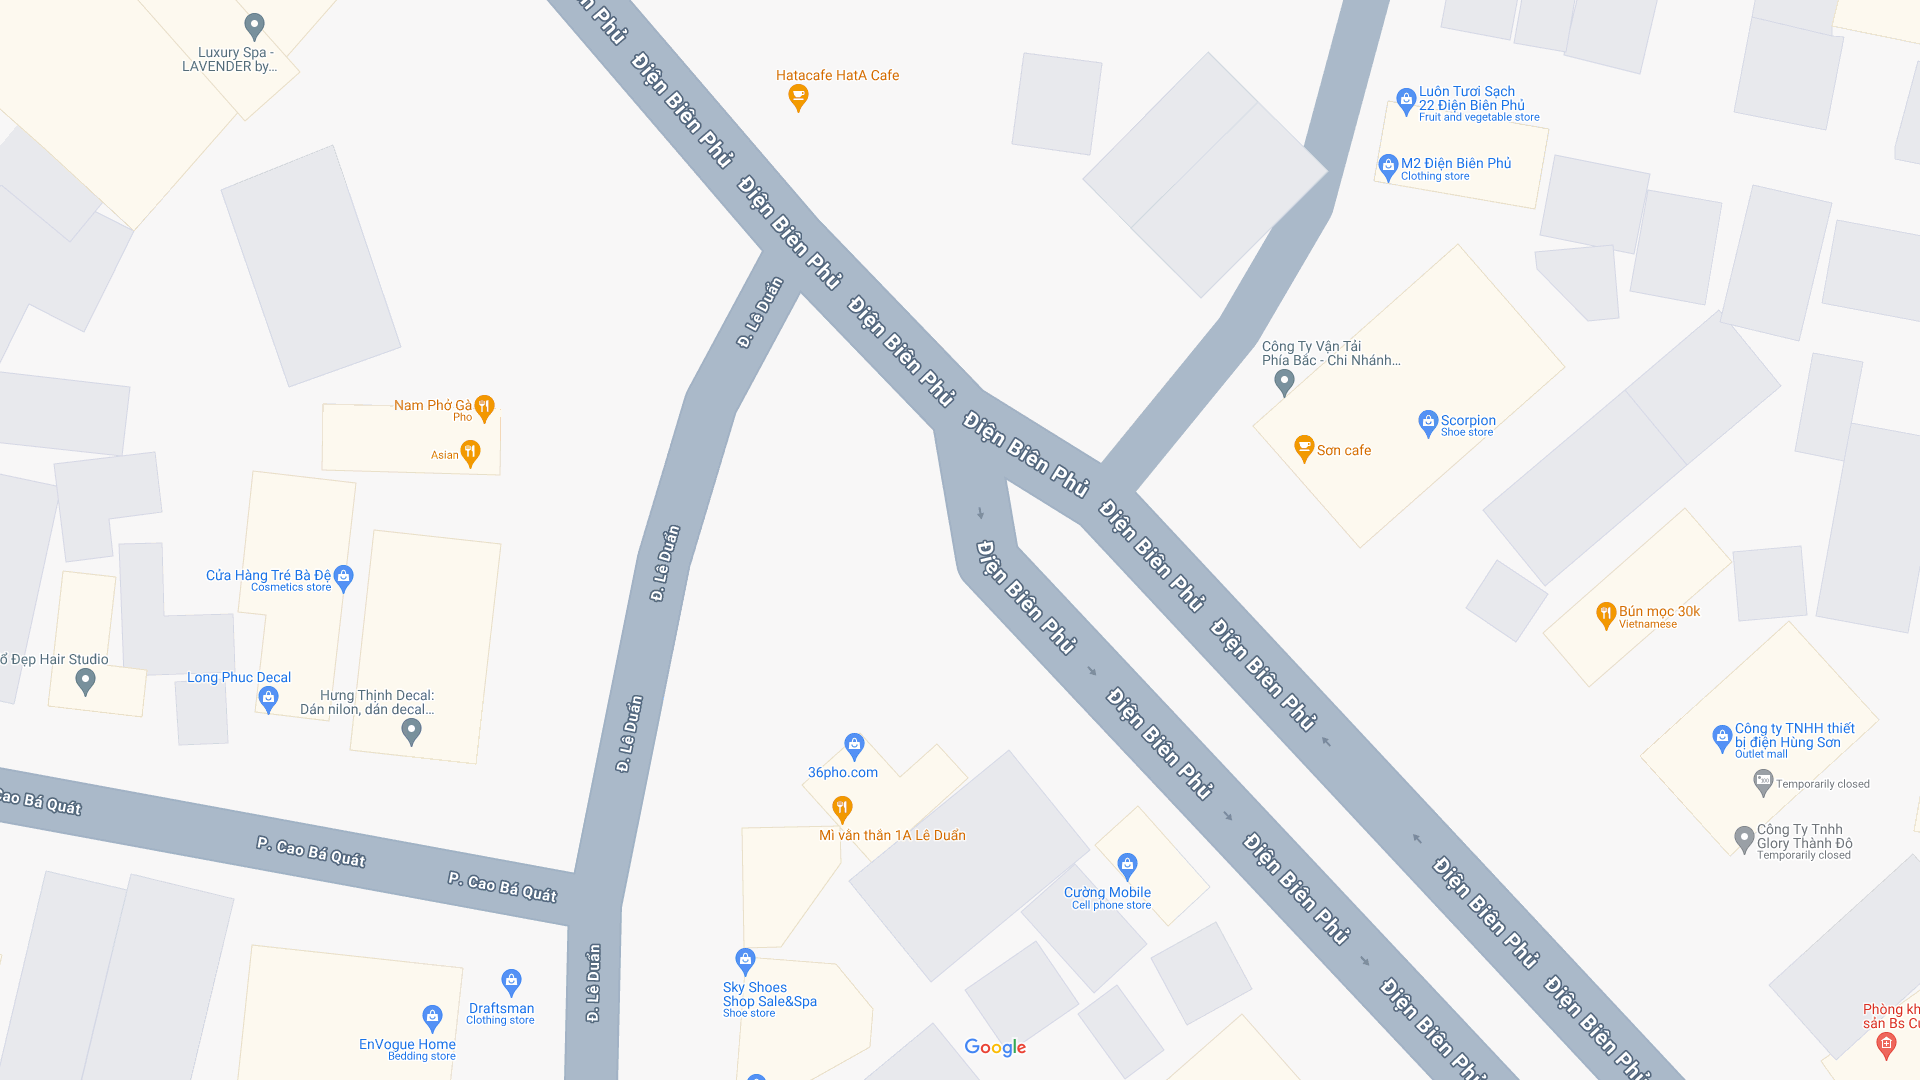 Luxury Spa -
LAVENDER by...
Điện Biên Phủ
Điện Biên Phủ
Hatacafe HatA Cafe
Luôn Tươi Sạch
22 Điện Biên Phủ
Fruit and vegetable store
M2 Điện Biên Phủ
Clothing store
Điện Biên Phủ
Đ. Lê Duẩn
Điện Biên Phủ
Công Ty Vận Tải
Phía Bắc - Chi Nhánh...
Nam Phở Gà
Pho
Asian
Điện Biên Phủ
Scorpion
Shoe store
Sơn cafe
Đ. Lê Duẩn
Điện Biên Phủ
Điện Biên Phủ
Cửa Hàng Tré Bà Đệ
Cosmetics store
Bún mọc 30k
Vietnamese
Điện Biên Phủ
ổ Đẹp Hair Studio
Long Phuc Decal
Hưng Thịnh Decal:
Dán nilon, dán decal...
Đ. Lê Duẩn
Điện Biên Phủ
Công ty TNHH thiết
bị điện Hùng Sơn
Outlet mall
Temporarily closed
36pho.com
Mì vằn thắn 1A Lê Duẩn
Công Ty Tnhh
Glory Thành Đô
Temporarily closed
Cao Bá Quát
P. Cao Bá Quát
P. Cao Bá Quát
Cường Mobile
Cell phone store
Điện Biên Phủ
Điện Biên Phủ
Đ. Lê Duẩn
Sky Shoes
Shop Sale&Spa
Shoe store
Draftsman
Clothing store
EnVogue Home
Bedding store
Google
Điện Biên Phủ
Điện Biên Phủ
Phòng kh
sản Bs Cu